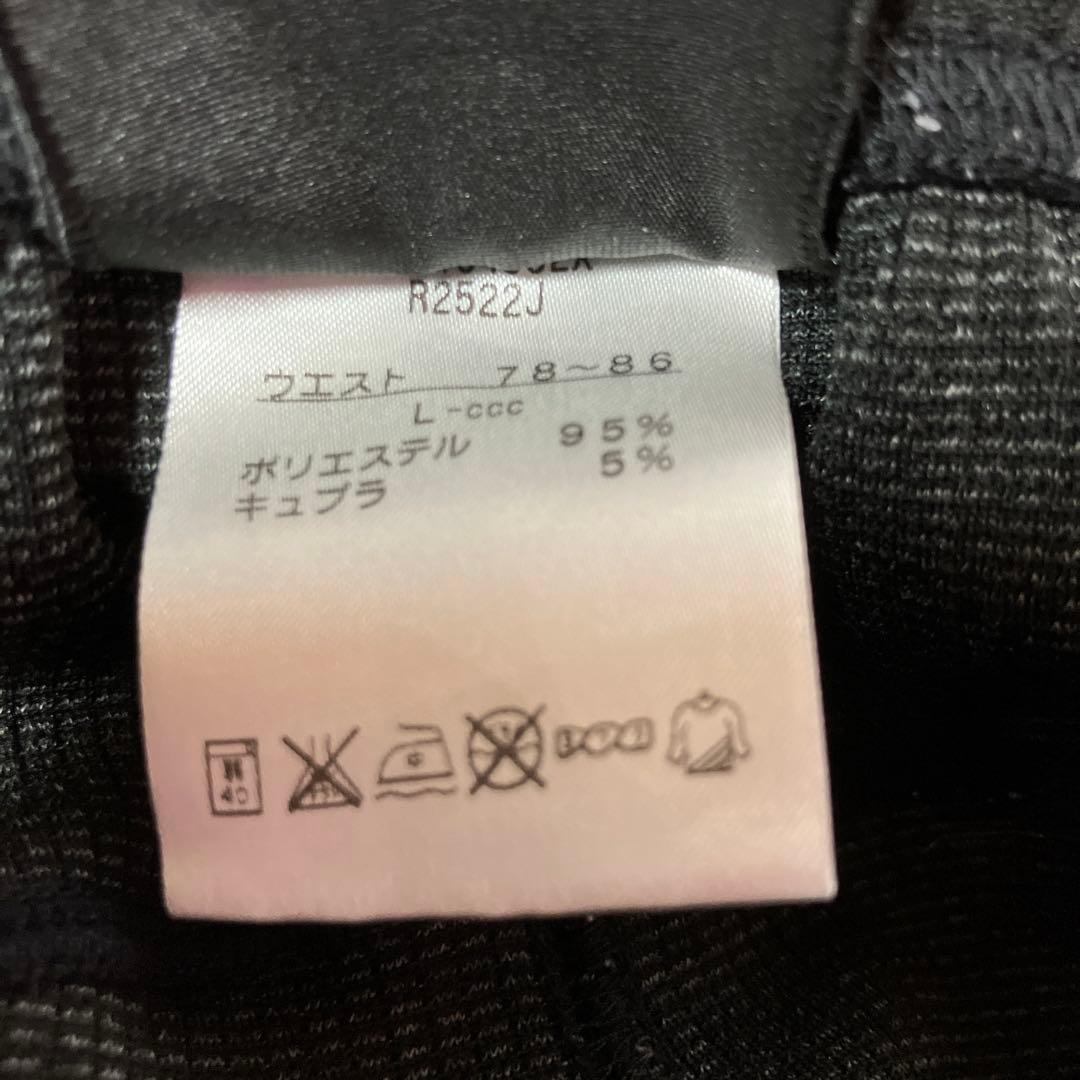 R2522J
ウエスト 78～86
L-ccc
ポリエステル 95%
キュプラ 5%
40